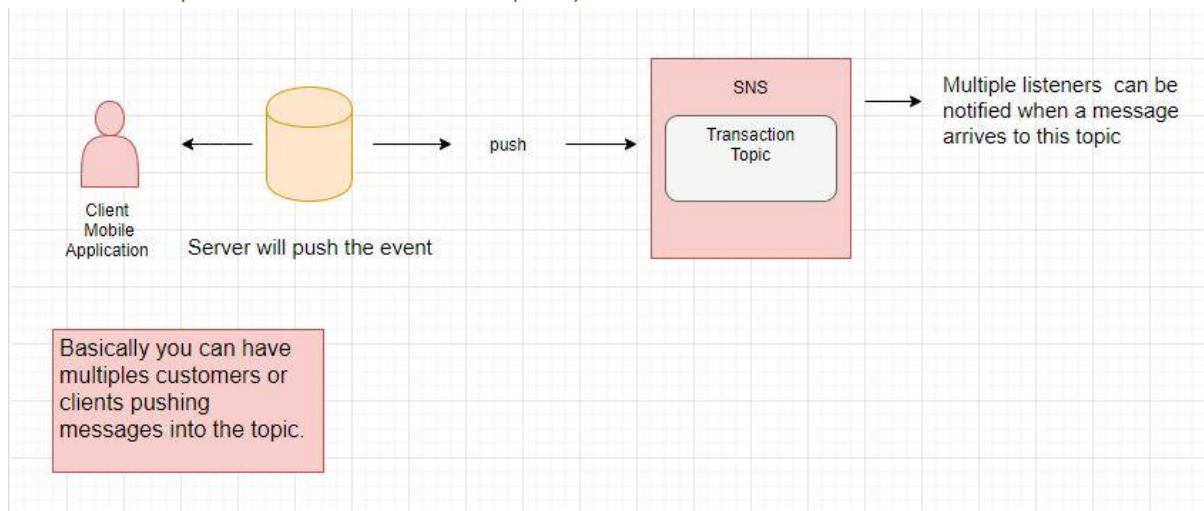 SNS
Transaction
Topic
Multiple listeners can be
notified when a message
arrives to this topic
push
Client
Mobile
Application
Server will push the event
Basically you can have
multiples customers or
clients pushing
messages into the topic.